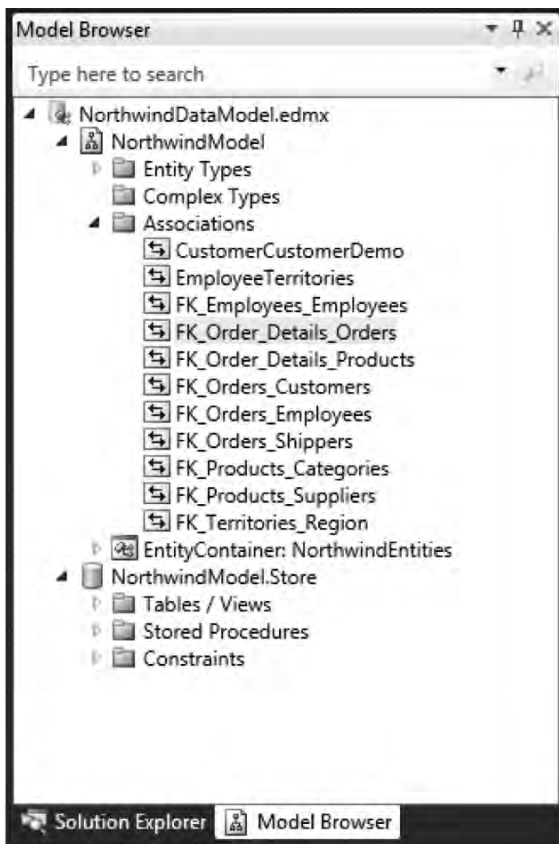 Model Browser
Type here to search
NorthwindDataModel.edmx
NorthwindModel
Entity Types
Complex Types
Associations
CustomerCustomerDemo
EmployeeTerritories
FK_Employees_Employees
FK_Order_Details_Orders
FK_Order_Details_Products
FK_Orders_Customers
FK_Orders_Employees
FK_Orders_Shippers
FK_Products_Categories
FK_Products_Suppliers
FK_Territories_Region
EntityContainer: NorthwindEntities
NorthwindModel.Store
Tables / Views
Stored Procedures
Constraints
Solution Explorer Model Browser